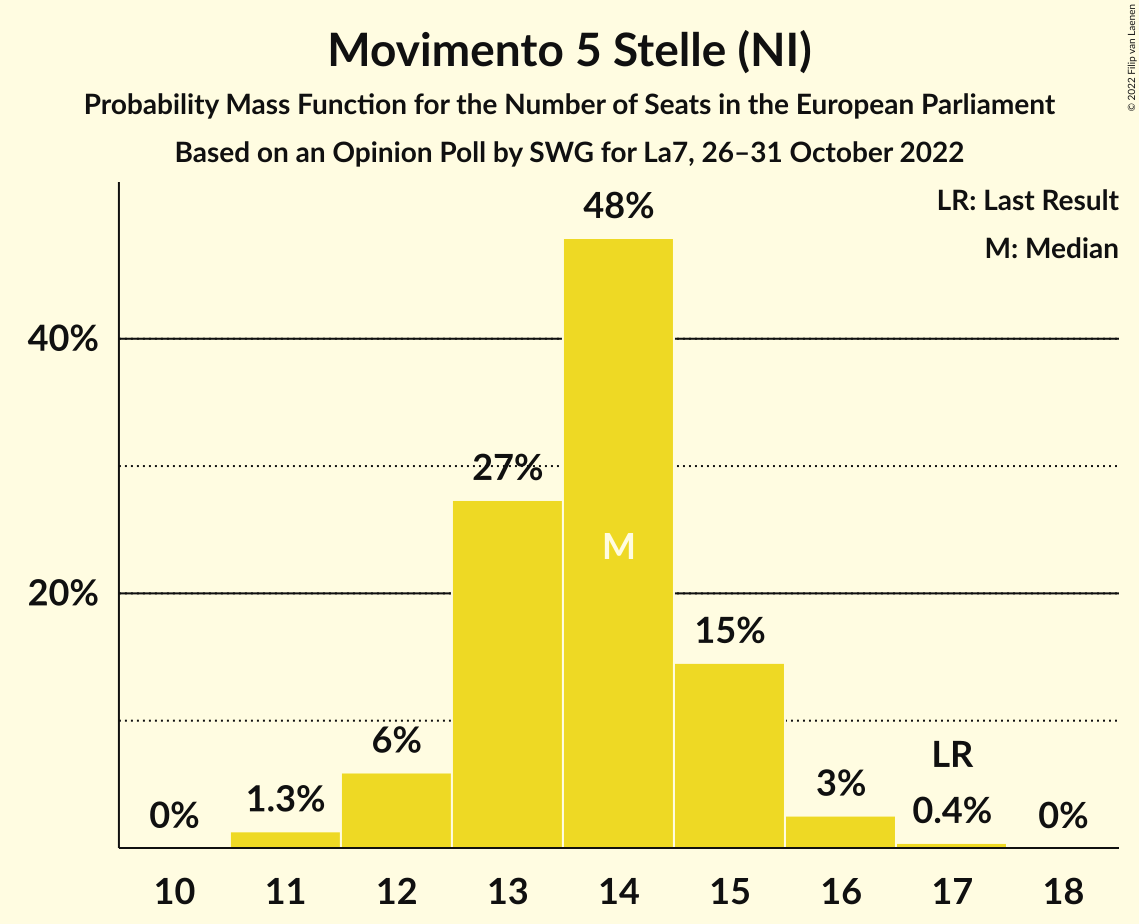 Movimento 5 Stelle (NI)
Probability Mass Function for the Number of Seats in the European Parliament
Based on an Opinion Poll by SWG for La7, 26–31 October 2022
© 2022 Filip van Laenen
LR: Last Result
M: Median
48%
40%
27%
M
20%
15%
6%
LR
3%
1.3%
0.4%
0%
0%
10 11 12 13 14 15 16 17 18